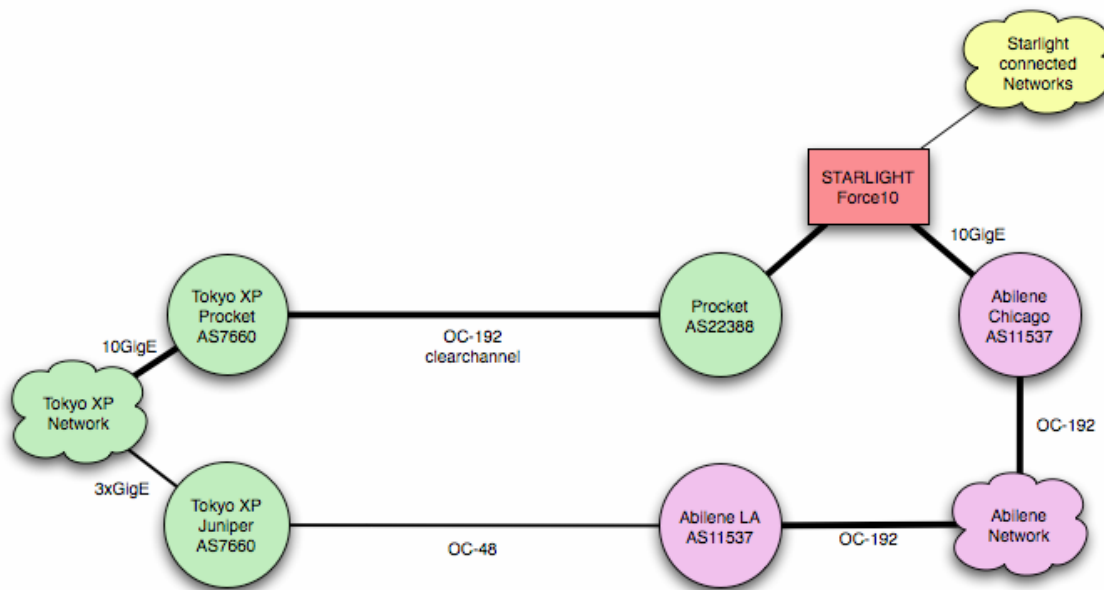 Starlight
connected
Networks
STARLIGHT
Force10
10GigE
Tokyo XP
Procket
AS7660
Procket
AS22388
Abilene
Chicago
AS11537
OC-192
clearchannel
10GigE
Tokyo XP
Network
OC-192
3xGigE
Tokyo XP
Juniper
AS7660
OC-48
Abilene LA
AS11537
OC-192
Abilene
Network